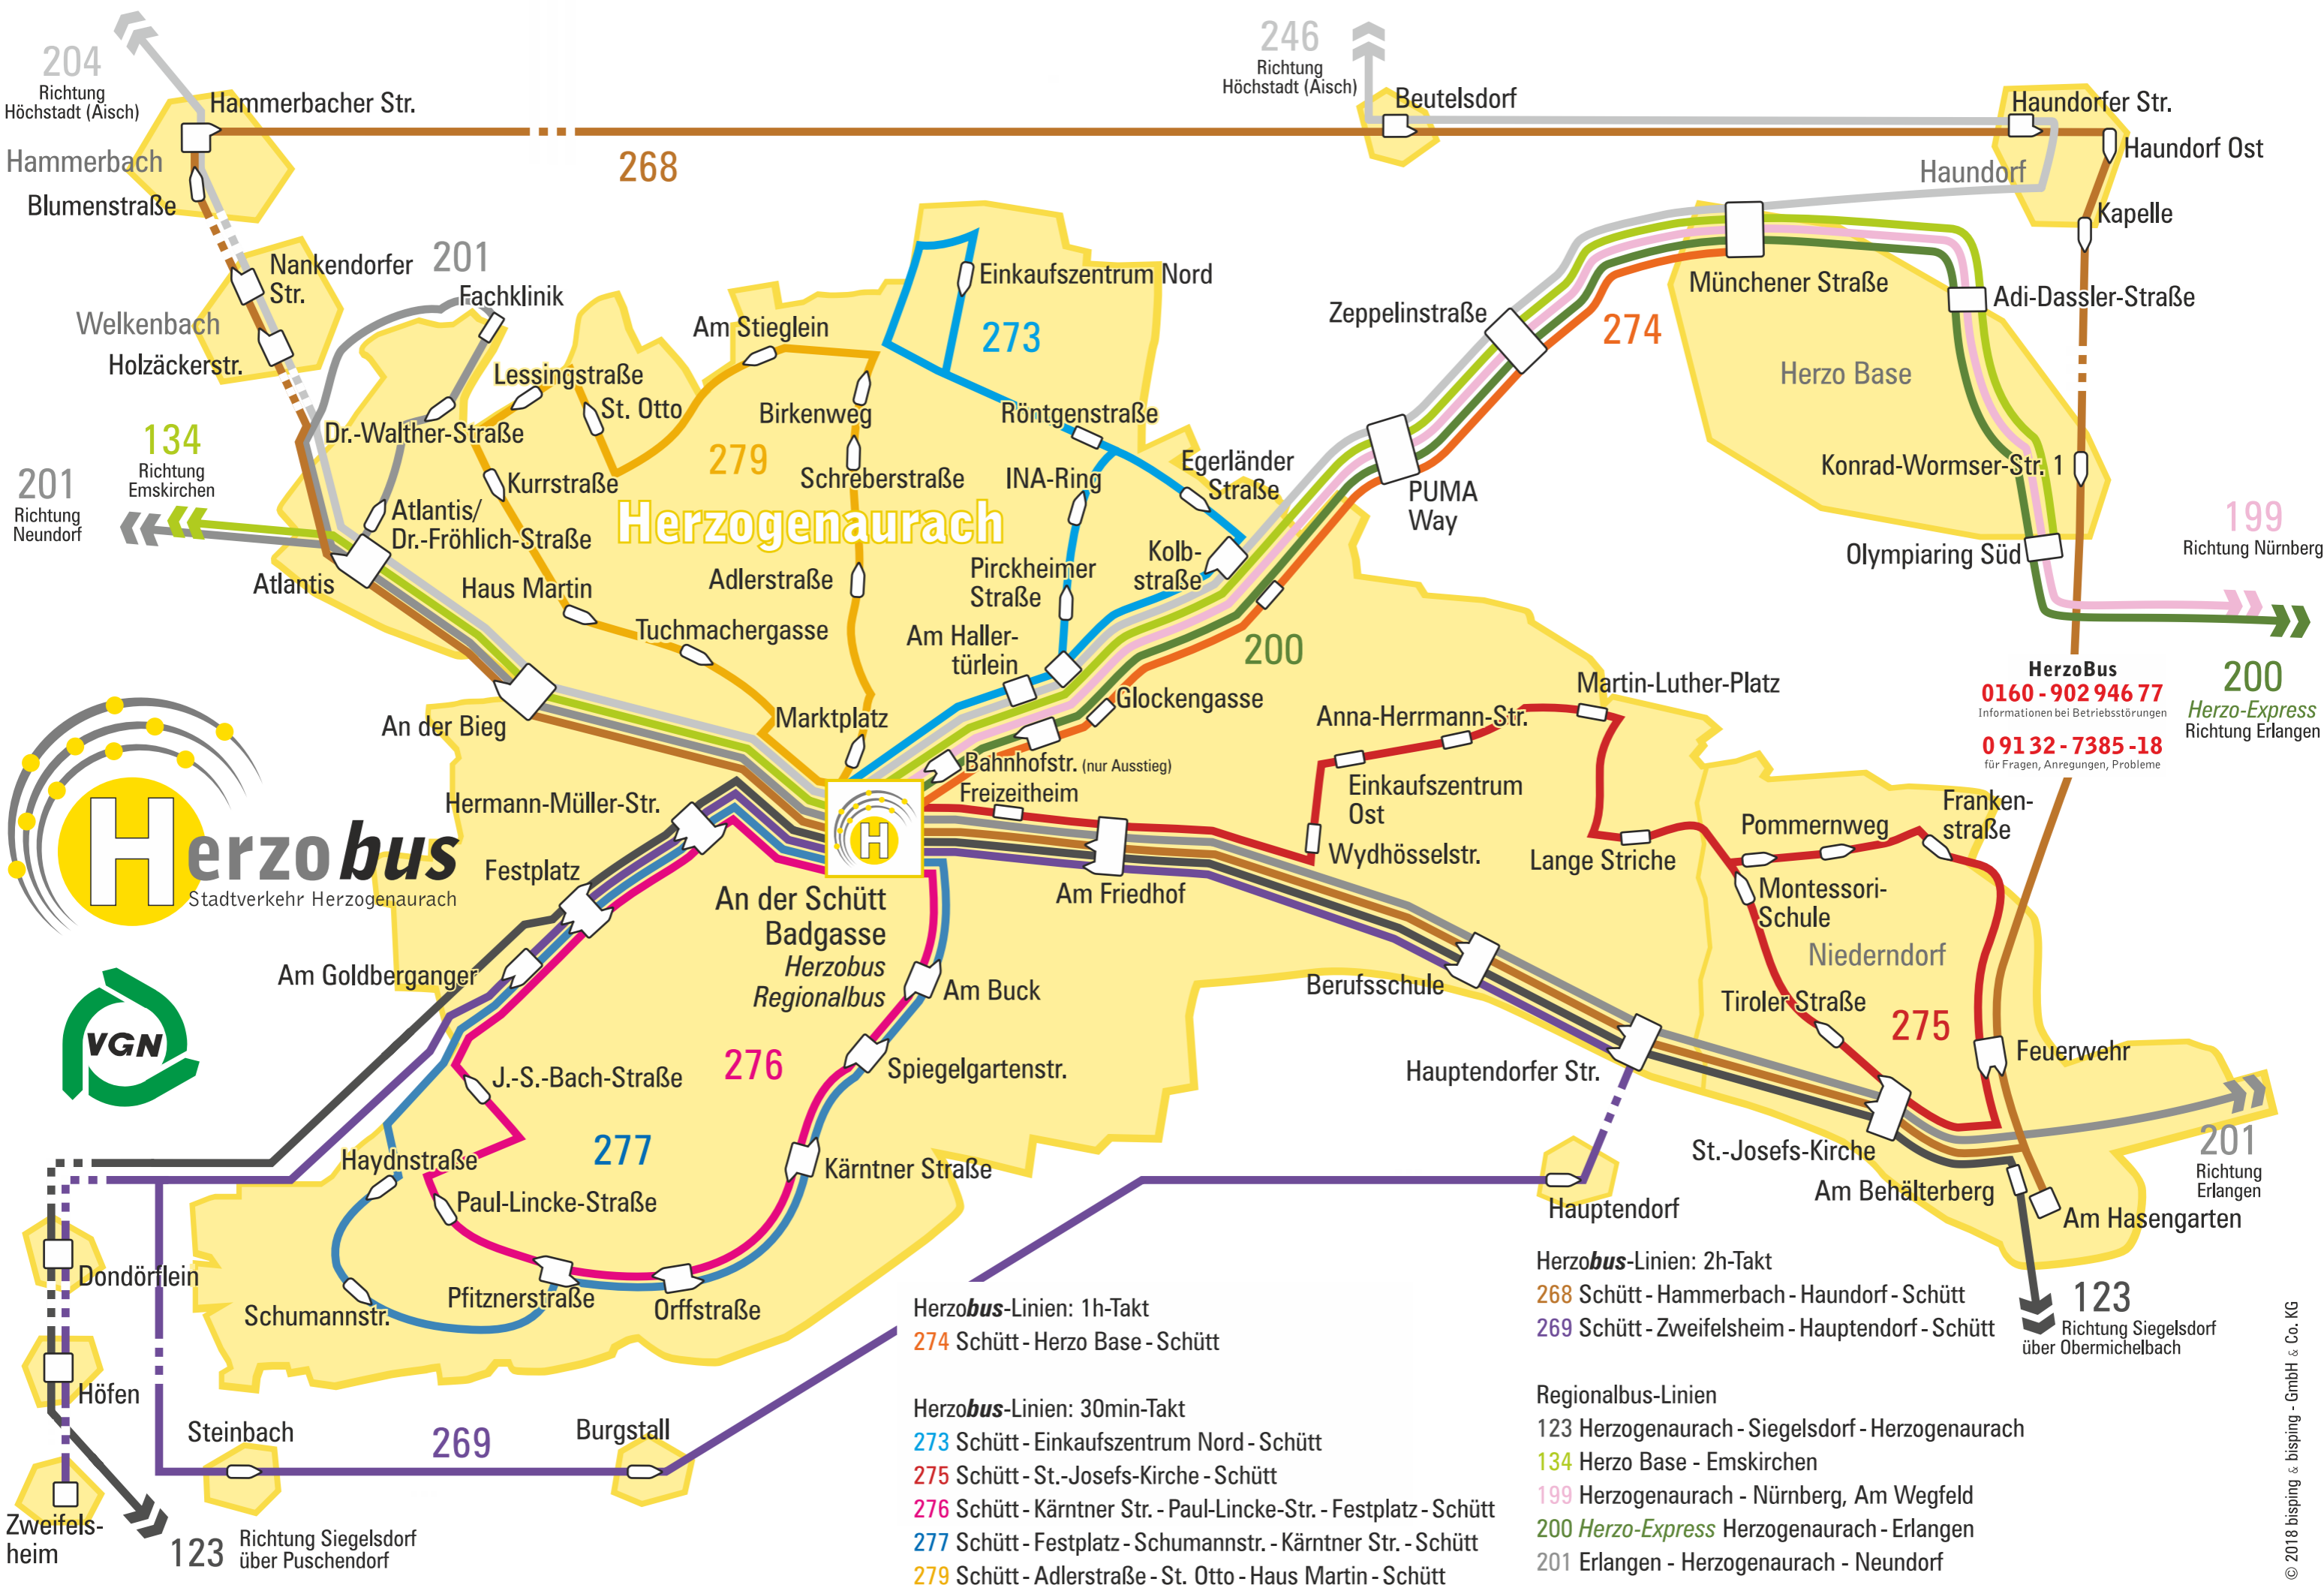 204
Richtung
Höchstadt (Aisch)
Hammerbacher Str.
Hammerbach
Blumenstraße
268
246
Richtung
Höchstadt (Aisch)
Beutelsdorf
Haundorfer Str.
Haundorf Ost
Haundorf
Kapelle
Nankendorfer
Str.
Welkenbach
Holzäckerstr.
201
Fachklinik
Einkaufszentrum Nord
273
Am Stieglein
Lessingstraße
St. Otto
Birkenweg
Röntgenstraße
Dr.-Walther-Straße
279
Zeppelinstraße
274
Münchener Straße
Adi-Dassler-Straße
Herzo Base
134
Richtung
Emskirchen
201
Richtung
Neundorf
Kurrstraße
Schreberstraße
INA-Ring
Egerländer
Straße
PUMA
Way
Konrad-Wormser-Str. 1
Atlantis/
Dr.-Fröhlich-Straße
Herzogenaurach
Atlantis
Haus Martin
Adlerstraße
Pirckheimer
Straße
Kolb-
straße
Olympiaring Süd
199
Richtung Nürnberg
Tuchmachergasse
Am Haller-
türlein
200
Glockengasse
Martin-Luther-Platz
HerzoBus
0160 - 902 946 77
Informationen bei Betriebsstörungen
0 91 32 - 7385 -18
für Fragen, Anregungen, Probleme
200
Herzo-Express
Richtung Erlangen
An der Bieg
Marktplatz
Bahnhofstr. (nur Ausstieg)
Anna-Herrmann-Str.
Hermann-Müller-Str.
Freizeitheim
Einkaufszentrum
Ost
Franken-
straße
Pommernweg
H
Herzobus
Stadtverkehr Herzogenaurach
Festplatz
Wydhösselstr.
Lange Striche
An der Schütt
Badgasse
Herzobus
Regionalbus
Am Friedhof
Montessori-
Schule
Niederndorf
Am Goldberganger
Am Buck
Berufsschule
Tiroler Straße
275
VGN
J.-S.-Bach-Straße
276
Spiegelgartenstr.
Hauptendorfer Str.
Feuerwehr
277
Haydnstraße
Kärntner Straße
St.-Josefs-Kirche
201
Richtung
Erlangen
Paul-Lincke-Straße
Hauptendorf
Am Behälterberg
Am Hasengarten
Dondörflein
Schumannstr.
Pfitznerstraße
Orffstraße
123
Richtung Siegelsdorf
über Obermichelbach
Höfen
Steinbach
269
Burgstall
Zweifels-
heim
123
Richtung Siegelsdorf
über Puschendorf
Herzobus-Linien: 1h-Takt
274 Schütt - Herzo Base - Schütt
Herzobus-Linien: 30min-Takt
273 Schütt - Einkaufszentrum Nord - Schütt
275 Schütt - St.-Josefs-Kirche - Schütt
276 Schütt - Kärntner Str. - Paul-Lincke-Str. - Festplatz - Schütt
277 Schütt - Festplatz - Schumannstr. - Kärntner Str. - Schütt
279 Schütt - Adlerstraße - St. Otto - Haus Martin - Schütt
Herzobus-Linien: 2h-Takt
268 Schütt - Hammerbach - Haundorf - Schütt
269 Schütt - Zweifelsheim - Hauptendorf - Schütt
Regionalbus-Linien
123 Herzogenaurach - Siegelsdorf - Herzogenaurach
134 Herzo Base - Emskirchen
199 Herzogenaurach - Nürnberg, Am Wegfeld
200 Herzo-Express Herzogenaurach - Erlangen
201 Erlangen - Herzogenaurach - Neundorf
© 2018 bisping & bisping - GmbH & Co. KG